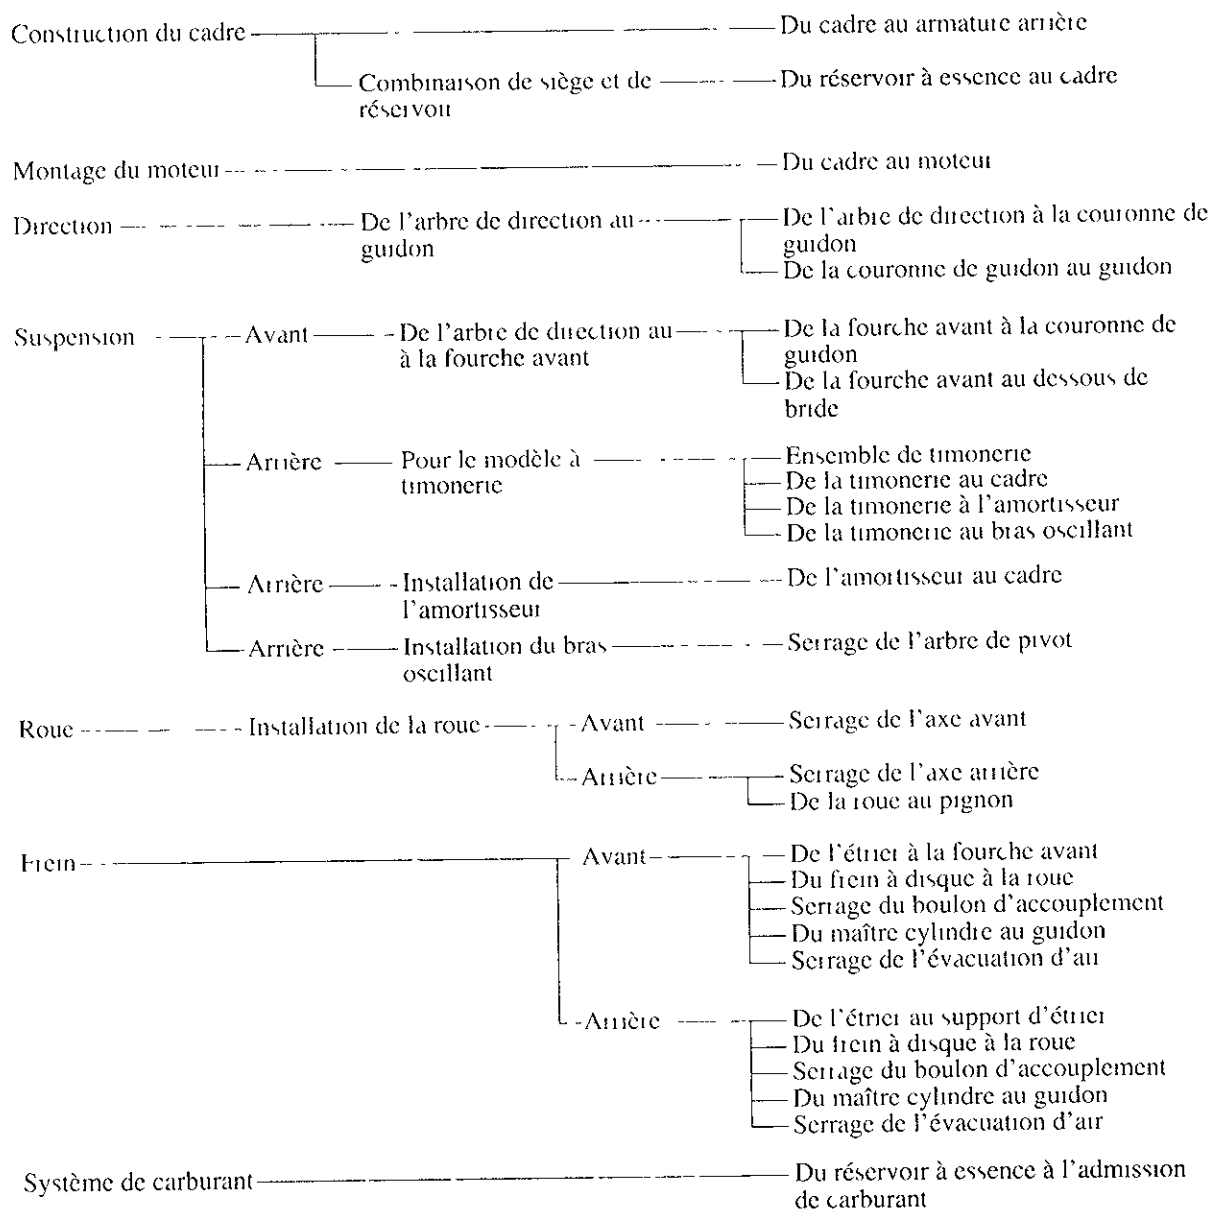 Construction du cadre Du cadre au armature arrière
Combinaison de siège et de Du réservoir à essence au cadre
réservoir
Montage du moteur Du cadre au moteur
Direction De l'arbre de direction au De l'arbre de direction à la couronne de
guidon guidon
De la couronne de guidon au guidon
Suspension Avant De l'arbre de direction au De la fourche avant à la couronne de
à la fourche avant guidon
De la fourche avant au dessous de
bride
Arrière Pour le modèle à Ensemble de timonerie
timonerie De la timonerie au cadre
De la timonerie à l'amortisseur
De la timonerie au bras oscillant
Arrière Installation de De l'amortisseur au cadre
l'amortisseur
Arrière Installation du bras Serrage de l'arbre de pivot
oscillant
Roue Installation de la roue Avant Serrage de l'axe avant
Arrière Serrage de l'axe arrière
De la roue au pignon
Frein Avant De l'étrier à la fourche avant
Du frein à disque à la roue
Serrage du boulon d'accouplement
Du maître cylindre au guidon
Serrage de l'évacuation d'air
Arrière De l'étrier au support d'étrier
Du frein à disque à la roue
Serrage du boulon d'accouplement
Du maître cylindre au guidon
Serrage de l'évacuation d'air
Système de carburant Du réservoir à essence à l'admission
de carburant